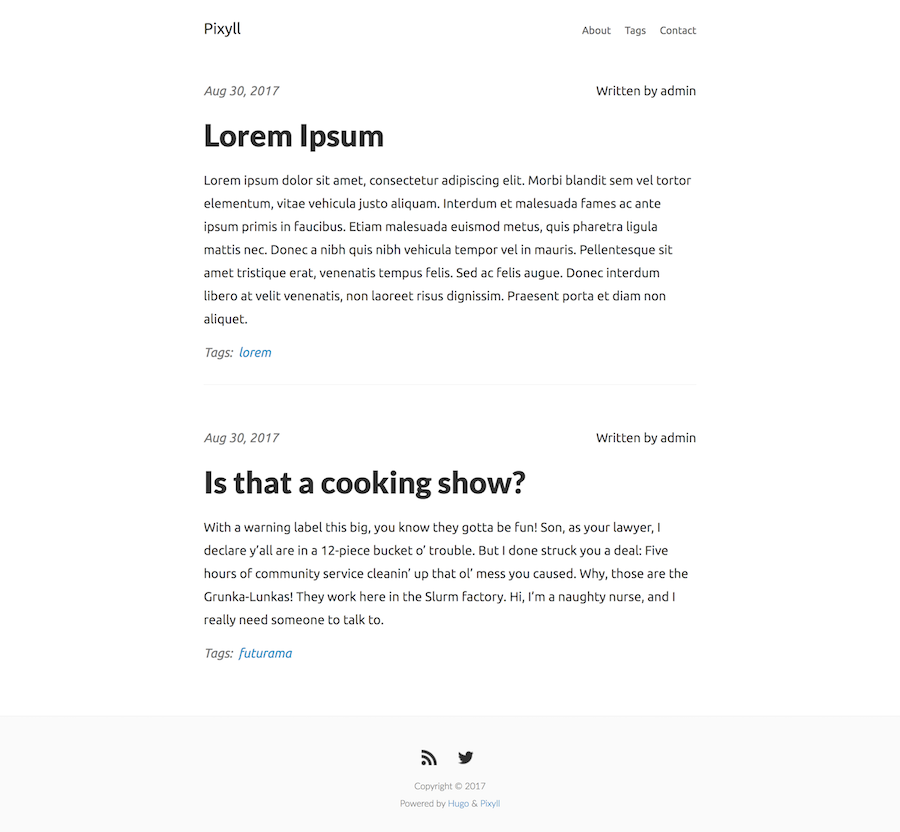 Pixyll
About Tags Contact
Aug 30, 2017 Written by admin
Lorem Ipsum
Lorem ipsum dolor sit amet, consectetur adipiscing elit. Morbi blandit sem vel tortor
elementum, vitae vehicula justo aliquam. Interdum et malesuada fames ac ante
ipsum primis in faucibus. Etiam malesuada euismod metus, quis pharetra ligula
mattis nec. Donec a nibh quis nibh vehicula tempor vel in mauris. Pellentesque sit
amet tristique erat, venenatis tempus felis. Sed ac felis augue. Donec interdum
libero at velit venenatis, non laoreet risus dignissim. Praesent porta et diam non
aliquet.
Tags: lorem
Aug 30, 2017 Written by admin
Is that a cooking show?
With a warning label this big, you know they gotta be fun! Son, as your lawyer, I
declare y’all are in a 12-piece bucket o’ trouble. But I done struck you a deal: Five
hours of community service cleanin’ up that ol’ mess you caused. Why, those are the
Grunka-Lunkas! They work here in the Slurm factory. Hi, I’m a naughty nurse, and I
really need someone to talk to.
Tags: futurama
Copyright © 2017
Powered by Hugo & Pixyll